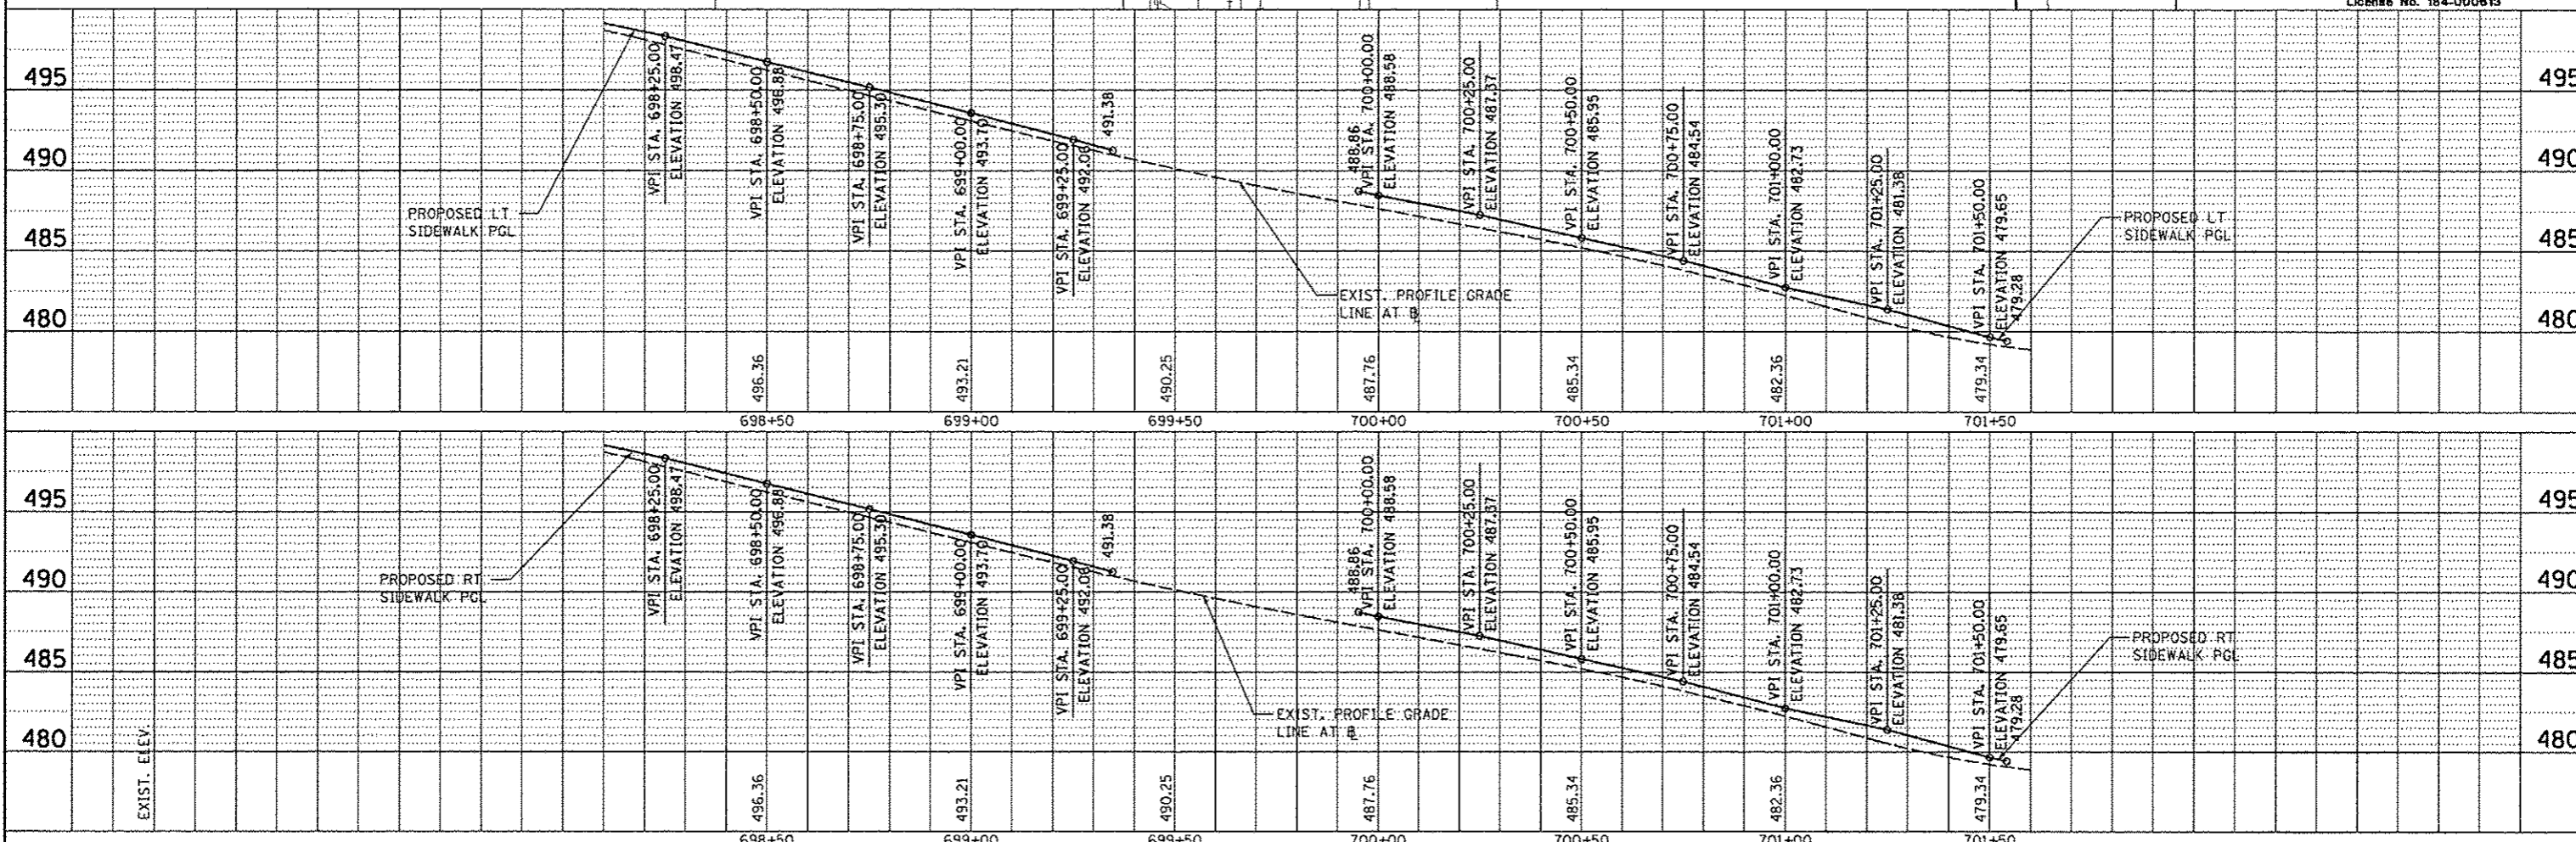 License No. 184-000613
495
490
485
480
495
490
485
480
PROPOSED LT
SIDEWALK PGL
VPI STA. 698+25.00
ELEVATION 498.47
VPI STA. 698+50.00
ELEVATION 496.88
VPI STA. 698+75.00
ELEVATION 495.30
VPI STA. 699+00.00
ELEVATION 493.70
VPI STA. 699+25.00
ELEVATION 492.06
491.38
EXIST. PROFILE GRADE
LINE AT B
488.86
VPI STA. 700+00.00
ELEVATION 488.58
VPI STA. 700+25.00
ELEVATION 487.37
VPI STA. 700+50.00
ELEVATION 485.95
VPI STA. 700+75.00
ELEVATION 484.54
VPI STA. 701+00.00
ELEVATION 482.73
VPI STA. 701+25.00
ELEVATION 481.38
VPI STA. 701+50.00
ELEVATION 479.65
479.28
PROPOSED LT
SIDEWALK PGL
496.36
493.21
490.25
487.76
485.34
482.36
479.34
698+50
699+00
699+50
700+00
700+50
701+00
701+50
495
490
485
480
495
490
485
480
EXIST. ELEV.
PROPOSED RT
SIDEWALK PGL
VPI STA. 698+25.00
ELEVATION 498.47
VPI STA. 698+50.00
ELEVATION 496.88
VPI STA. 698+75.00
ELEVATION 495.30
VPI STA. 699+00.00
ELEVATION 493.70
VPI STA. 699+25.00
ELEVATION 492.06
491.38
EXIST. PROFILE GRADE
LINE AT B
488.86
VPI STA. 700+00.00
ELEVATION 488.58
VPI STA. 700+25.00
ELEVATION 487.37
VPI STA. 700+50.00
ELEVATION 485.95
VPI STA. 700+75.00
ELEVATION 484.54
VPI STA. 701+00.00
ELEVATION 482.73
VPI STA. 701+25.00
ELEVATION 481.38
VPI STA. 701+50.00
ELEVATION 479.65
479.28
PROPOSED RT
SIDEWALK PGL
496.36
493.21
490.25
487.76
485.34
482.36
479.34
698+50
699+00
699+50
700+00
700+50
701+00
701+50